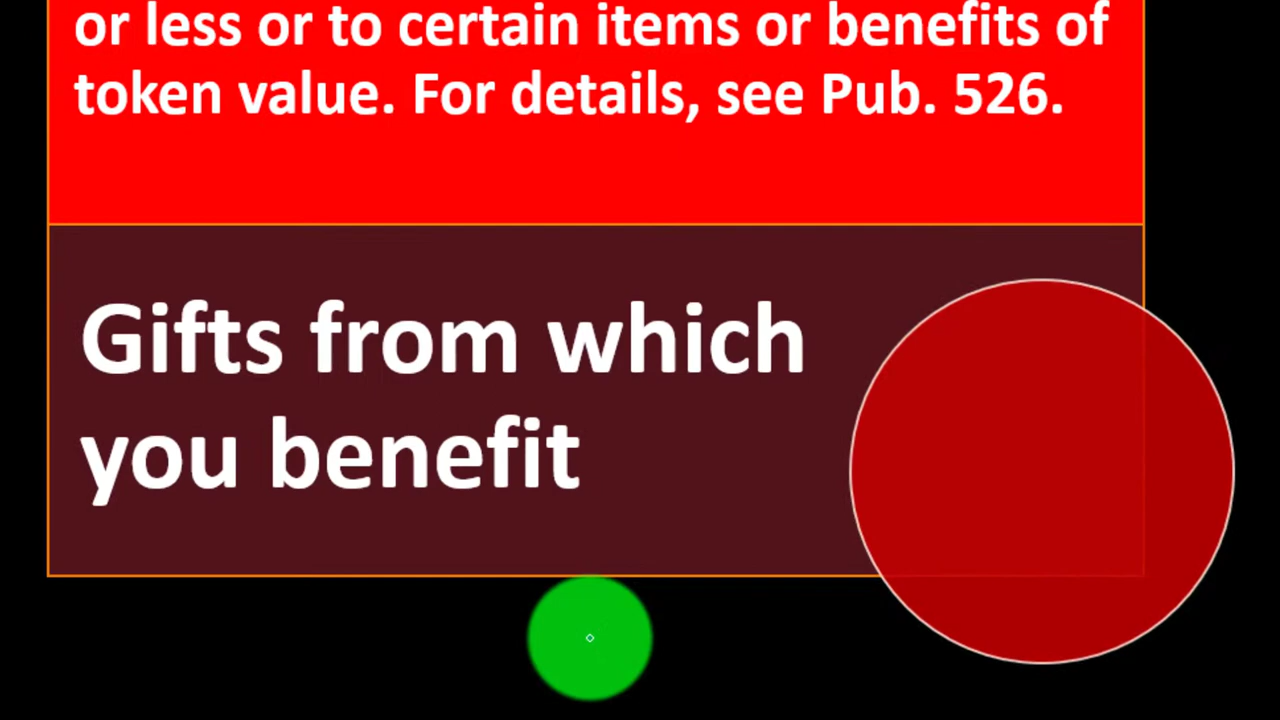 or less or to certain items or benefits of
token value. For details, see Pub. 526.
Gifts from which
you benefit